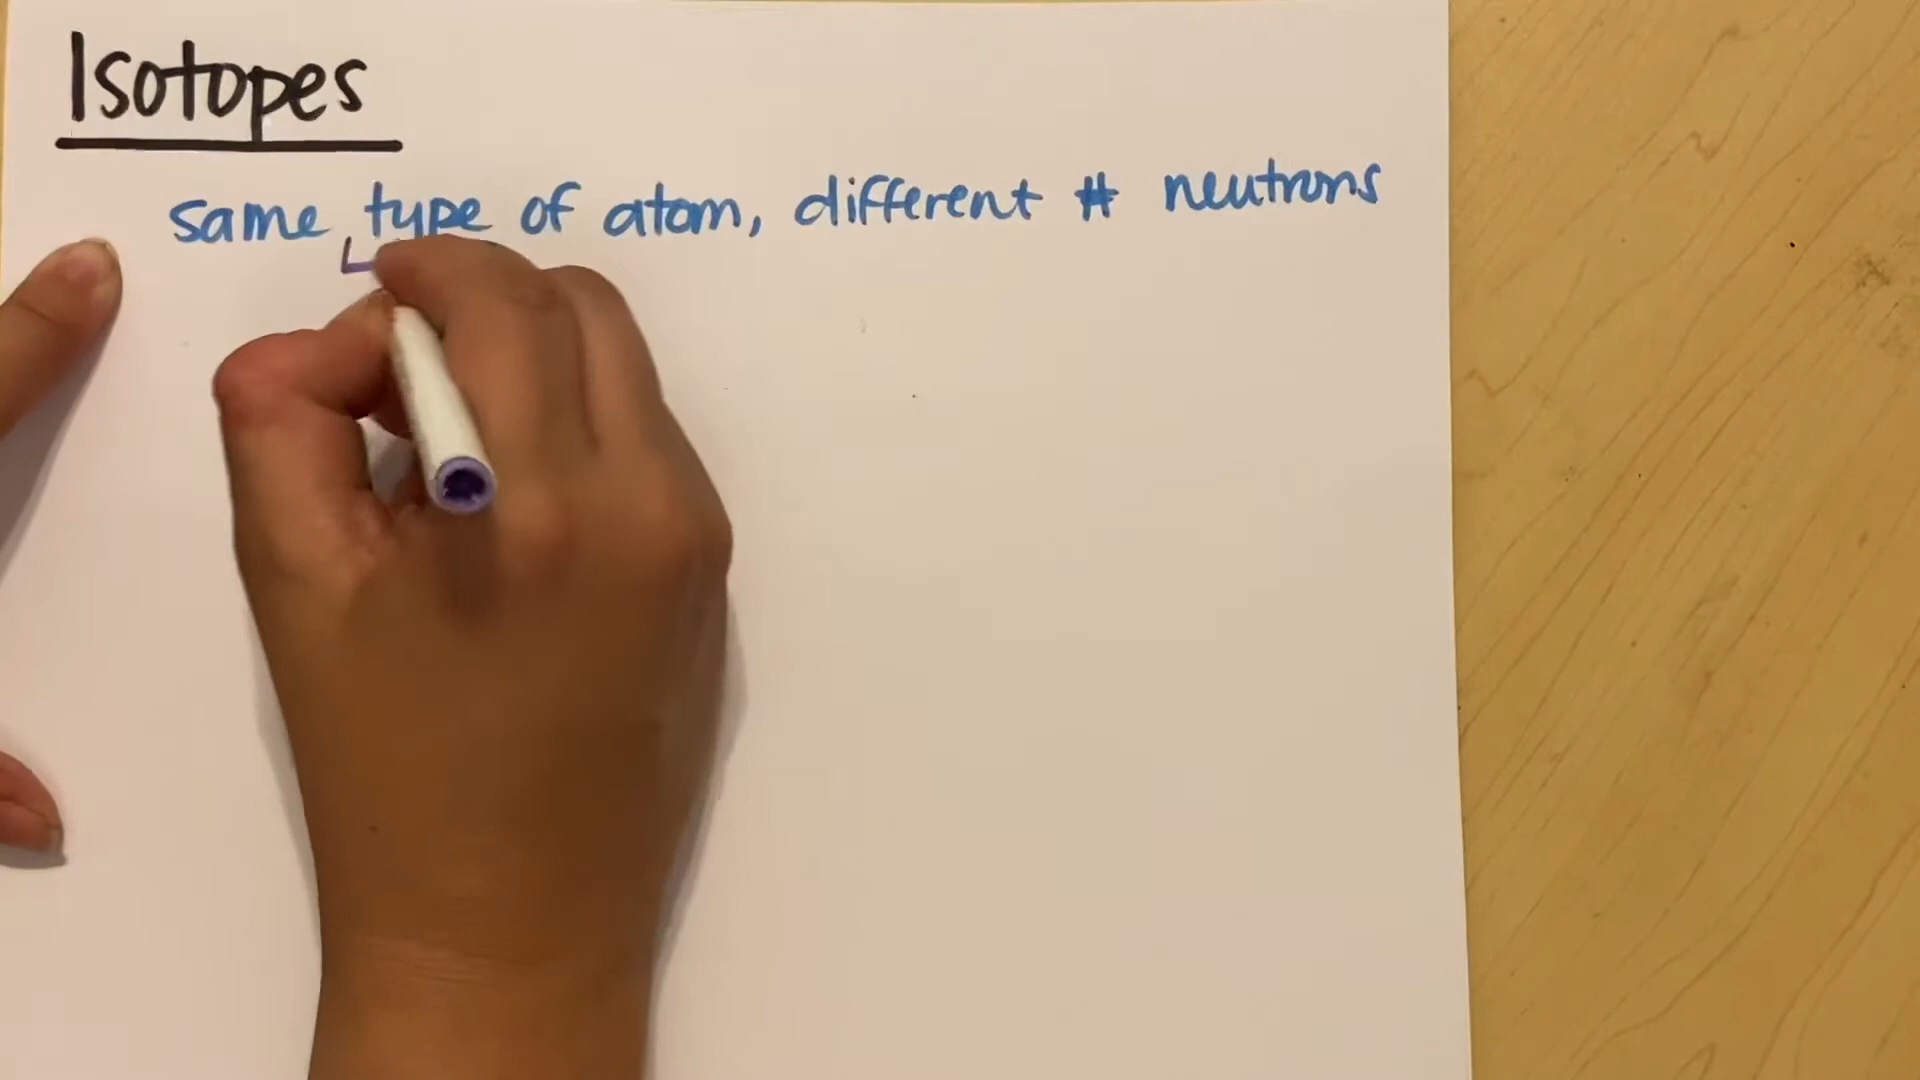 Isotopes
same type of atom, different # neutrons